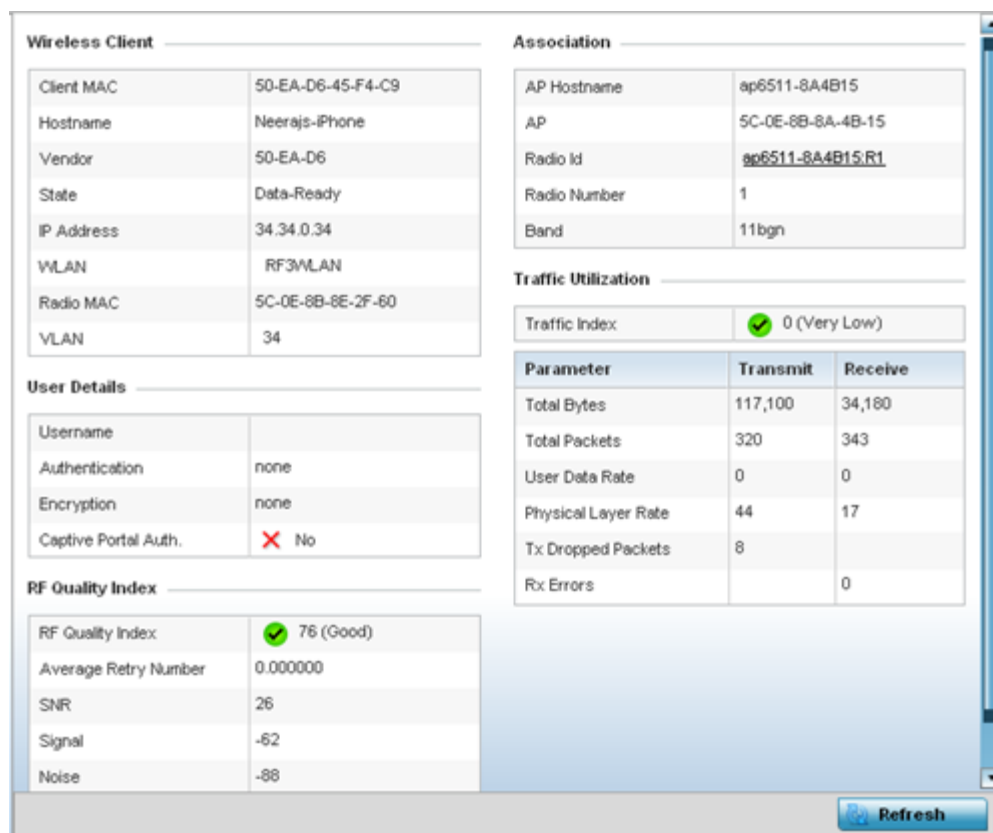 Wireless Client
Client MAC 50-EA-D6-45-F4-C9
Hostname Neerajs-iPhone
Vendor 50-EA-D6
State Data-Ready
IP Address 34.34.0.34
WLAN RF3WLAN
Radio MAC 5C-0E-8B-8E-2F-60
VLAN 34
User Details
Username
Authentication none
Encryption none
Captive Portal Auth. No
RF Quality Index
RF Quality Index 76 (Good)
Average Retry Number 0.000000
SNR 26
Signal -62
Noise -88
Association
AP Hostname ap6511-8A4B15
AP 5C-0E-8B-8A-4B-15
Radio Id ap6511-8A4B15:R1
Radio Number 1
Band 11bgn
Traffic Utilization
Traffic Index 0 (Very Low)
Parameter Transmit Receive
Total Bytes 117,100 34,180
Total Packets 320 343
User Data Rate 0 0
Physical Layer Rate 44 17
Tx Dropped Packets 8
Rx Errors 0
Refresh